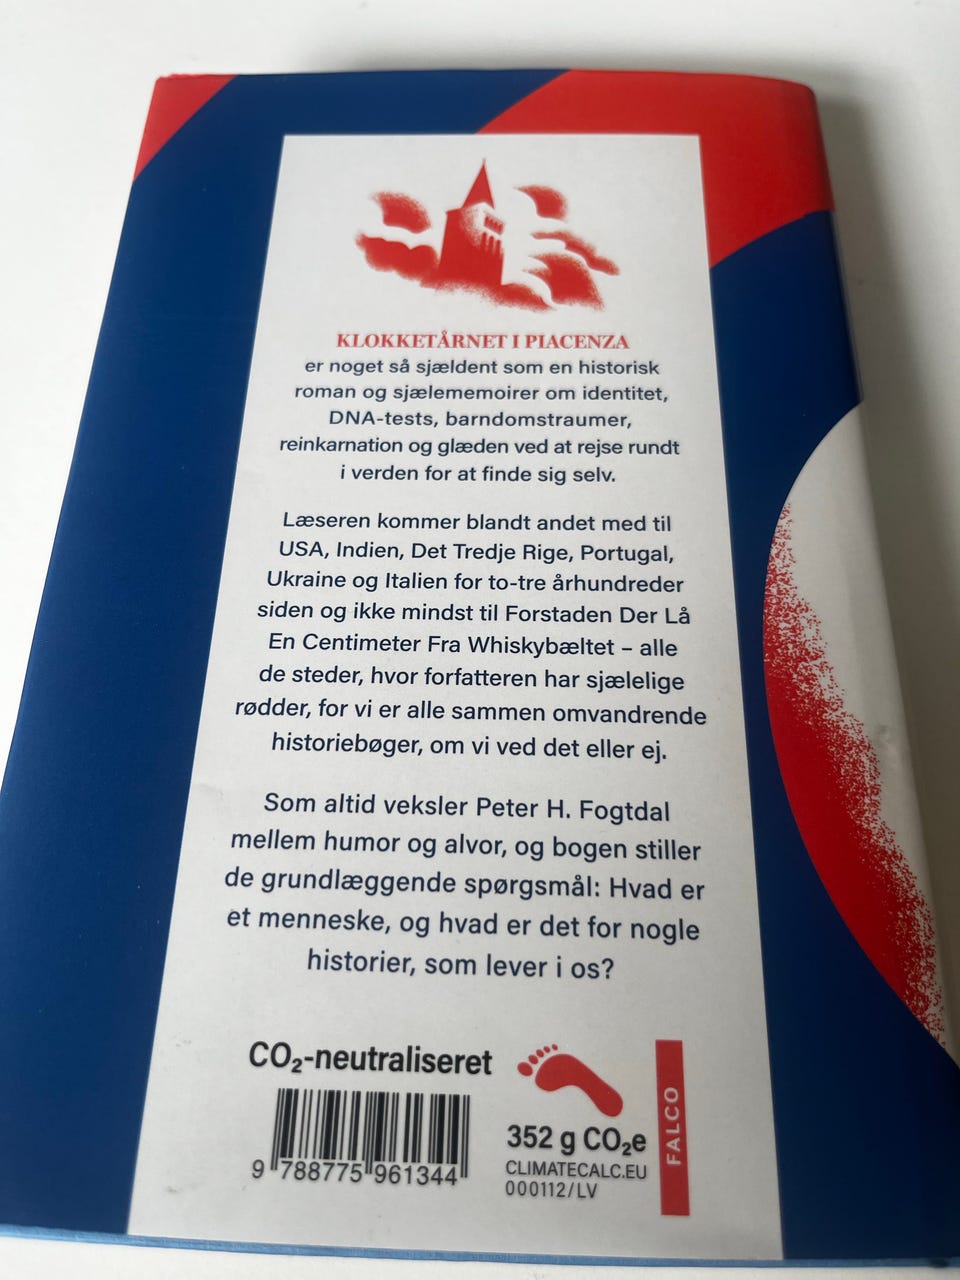 KLOKKETÅRNET I PIACENZA
er noget så sjældent som en historisk
roman og sjælememoirer om identitet,
DNA-tests, barndomstraumer,
reinkarnation og glæden ved at rejse rundt
i verden for at finde sig selv.
Læseren kommer blandt andet med til
USA, Indien, Det Tredje Rige, Portugal,
Ukraine og Italien for to-tre århundreder
siden og ikke mindst til Forstaden Der Lå
En Centimeter Fra Whiskybæltet – alle
de steder, hvor forfatteren har sjælelige
rødder, for vi er alle sammen omvandrende
historiebøger, om vi ved det eller ej.
Som altid veksler Peter H. Fogtdal
mellem humor og alvor, og bogen stiller
de grundlæggende spørgsmål: Hvad er
et menneske, og hvad er det for nogle
historier, som lever i os?
CO₂-neutraliseret
9 788775 961344
352 g CO₂e
CLIMATECALC.EU
000112/LV
FALCO